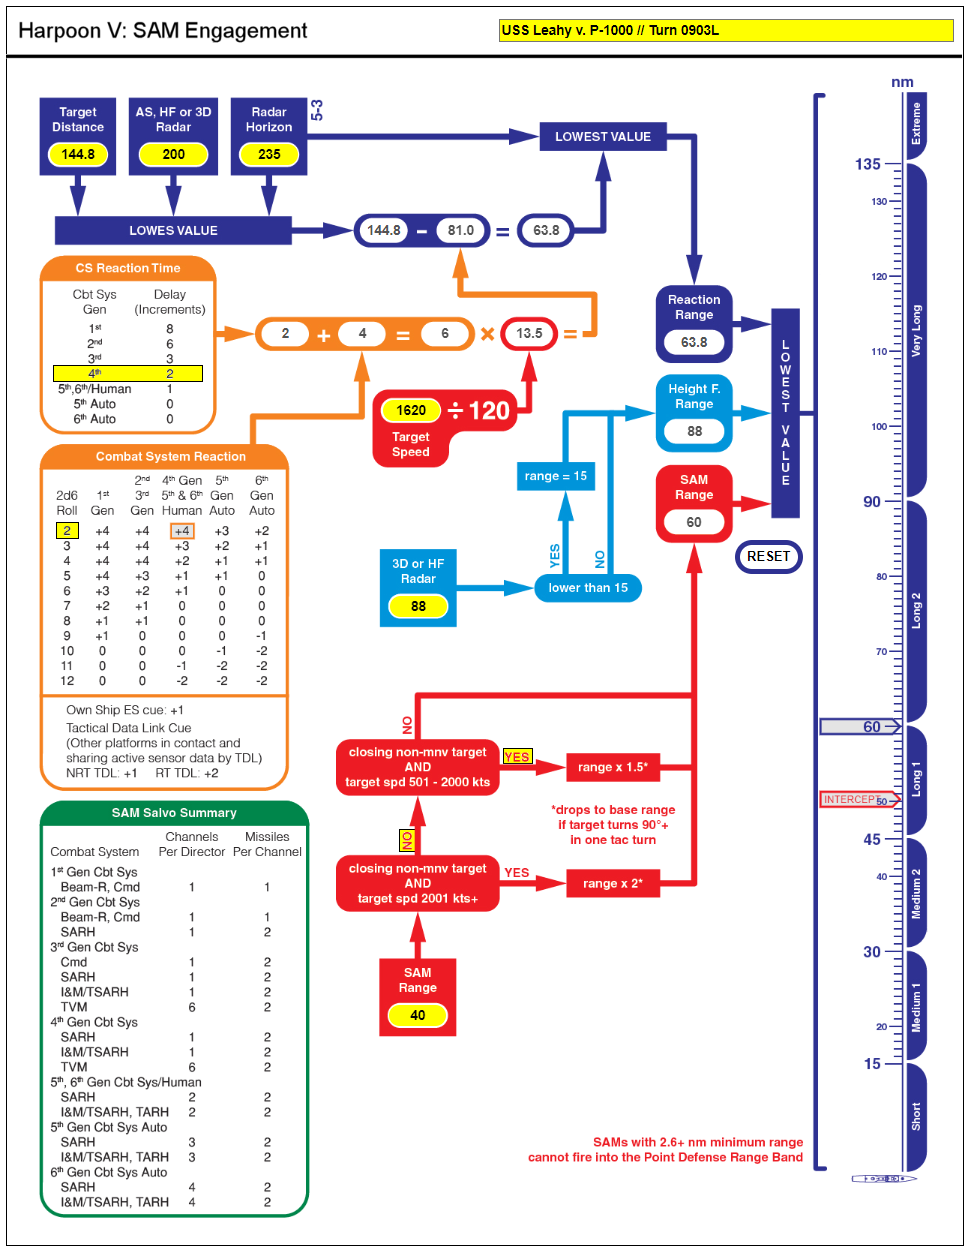 Harpoon V: SAM Engagement
USS Leahy v. P-1000 // Turn 0903L
Target Distance
144.8
AS, HF or 3D Radar
200
Radar Horizon
235
5-3
LOWEST VALUE
LOWES VALUE
144.8 - 81.0 = 63.8
CS Reaction Time
Cbt Sys Gen Delay (Increments)
1st 8
2nd 6
3rd 3
4th 2
5th,6th/Human 1
5th Auto 0
6th Auto 0
2 + 4 = 6 × 13.5 =
1620 ÷ 120
Target Speed
Reaction Range
63.8
Height F. Range
88
SAM Range
60
LOWEST VALUE
RESET
range = 15
YES
NO
3D or HF Radar
88
lower than 15
Combat System Reaction
2nd 4th Gen 5th 6th
2d6 1st 3rd 5th & 6th Gen Gen
Roll Gen Gen Human Auto Auto
2 +4 +4 +4 +3 +2
3 +4 +4 +3 +2 +1
4 +4 +4 +2 +1 +1
5 +4 +3 +1 +1 0
6 +3 +2 +1 0 0
7 +2 +1 0 0 0
8 +1 +1 0 0 0
9 +1 0 0 0 -1
10 0 0 0 -1 -2
11 0 0 -1 -2 -2
12 0 0 -2 -2 -2
Own Ship ES cue: +1
Tactical Data Link Cue
(Other platforms in contact and
sharing active sensor data by TDL)
NRT TDL: +1 RT TDL: +2
NO
closing non-mnv target
AND
target spd 501 - 2000 kts
YES
range x 1.5*
*drops to base range
if target turns 90°+
in one tac turn
NO
closing non-mnv target
AND
target spd 2001 kts+
YES
range x 2*
SAM Range
40
SAM Salvo Summary
Channels Missiles
Combat System Per Director Per Channel
1st Gen Cbt Sys
Beam-R, Cmd 1 1
2nd Gen Cbt Sys
Beam-R, Cmd 1 1
SARH 1 2
3rd Gen Cbt Sys
Cmd 1 2
SARH 1 2
I&M/TSARH 1 2
TVM 6 2
4th Gen Cbt Sys
SARH 1 2
I&M/TSARH 1 2
TVM 6 2
5th, 6th Gen Cbt Sys/Human
SARH 2 2
I&M/TSARH, TARH 2 2
5th Gen Cbt Sys Auto
SARH 3 2
I&M/TSARH, TARH 3 2
6th Gen Cbt Sys Auto
SARH 4 2
I&M/TSARH, TARH 4 2
SAMs with 2.6+ nm minimum range
cannot fire into the Point Defense Range Band
nm
Extreme
135
130
120
Very Long
110
100
90
80
Long 2
70
60
Long 1
INTERCEPT
50
45
Medium 2
40
30
Medium 1
20
15
Short